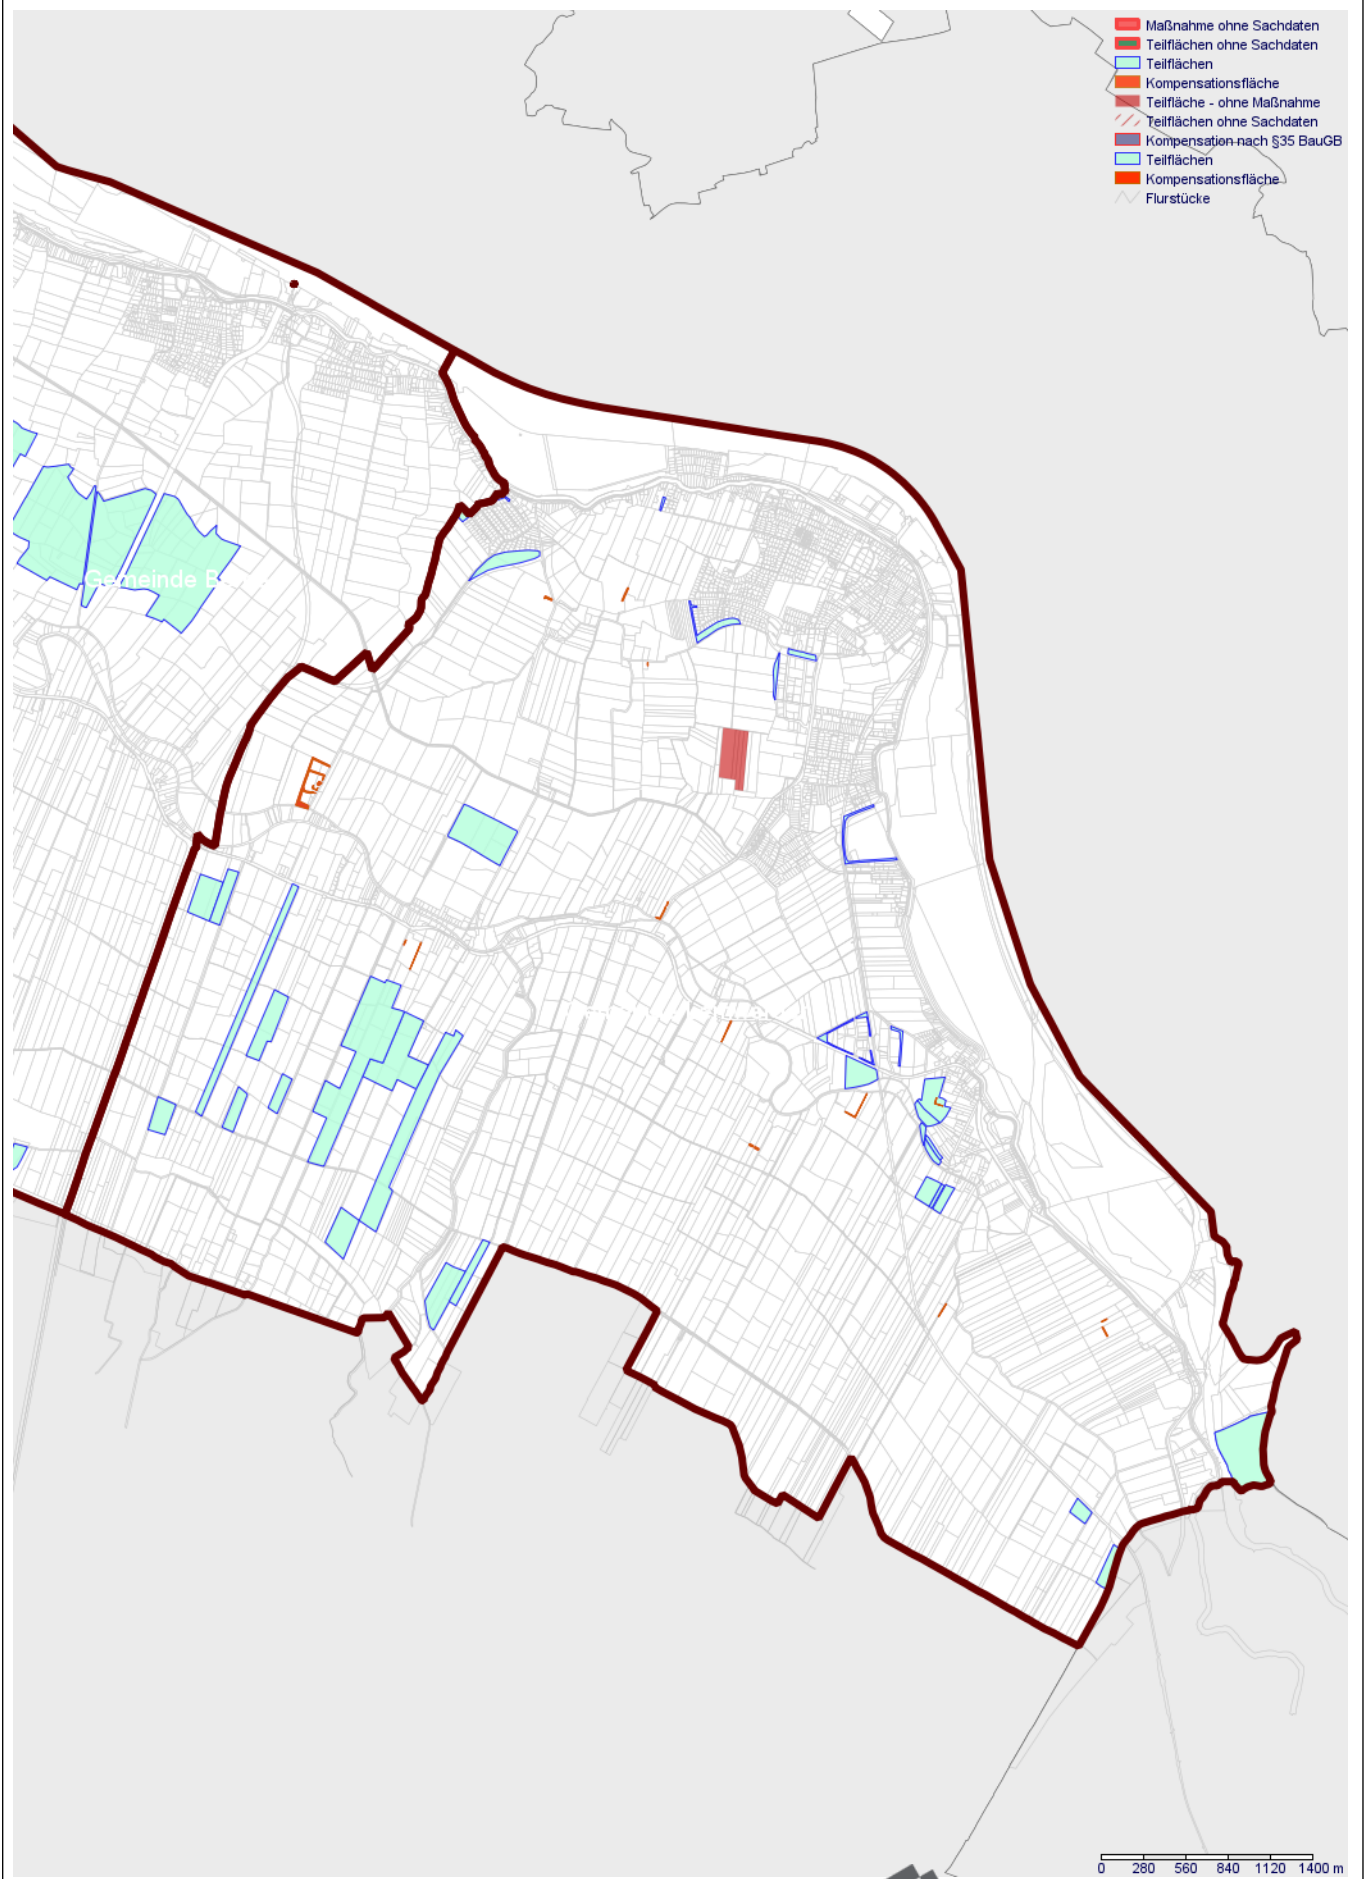 Maßnahme ohne Sachdaten
Teilflächen ohne Sachdaten
Teilflächen
Kompensationsfläche
Teilfläche - ohne Maßnahme
Teilflächen ohne Sachdaten
Kompensation nach §35 BauGB
Teilflächen
Kompensationsfläche
Flurstücke
Gemeinde
0 280 560 840 1120 1400 m